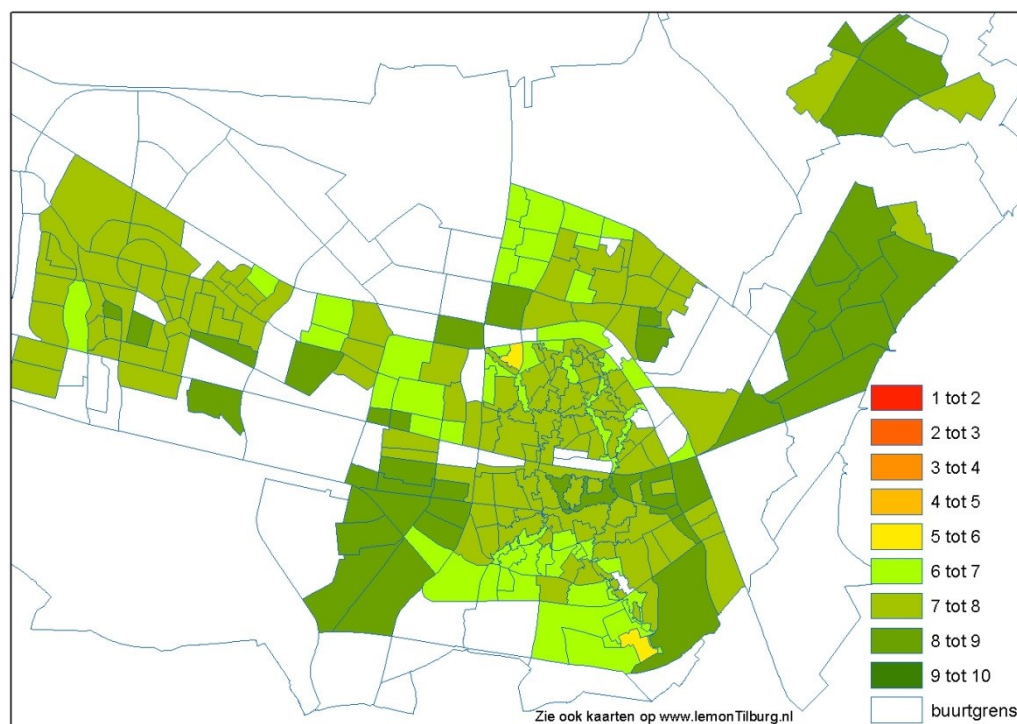 1 tot 2
2 tot 3
3 tot 4
4 tot 5
5 tot 6
6 tot 7
7 tot 8
8 tot 9
9 tot 10
buurtgrens
Zie ook kaarten op www.lemonTilburg.nl